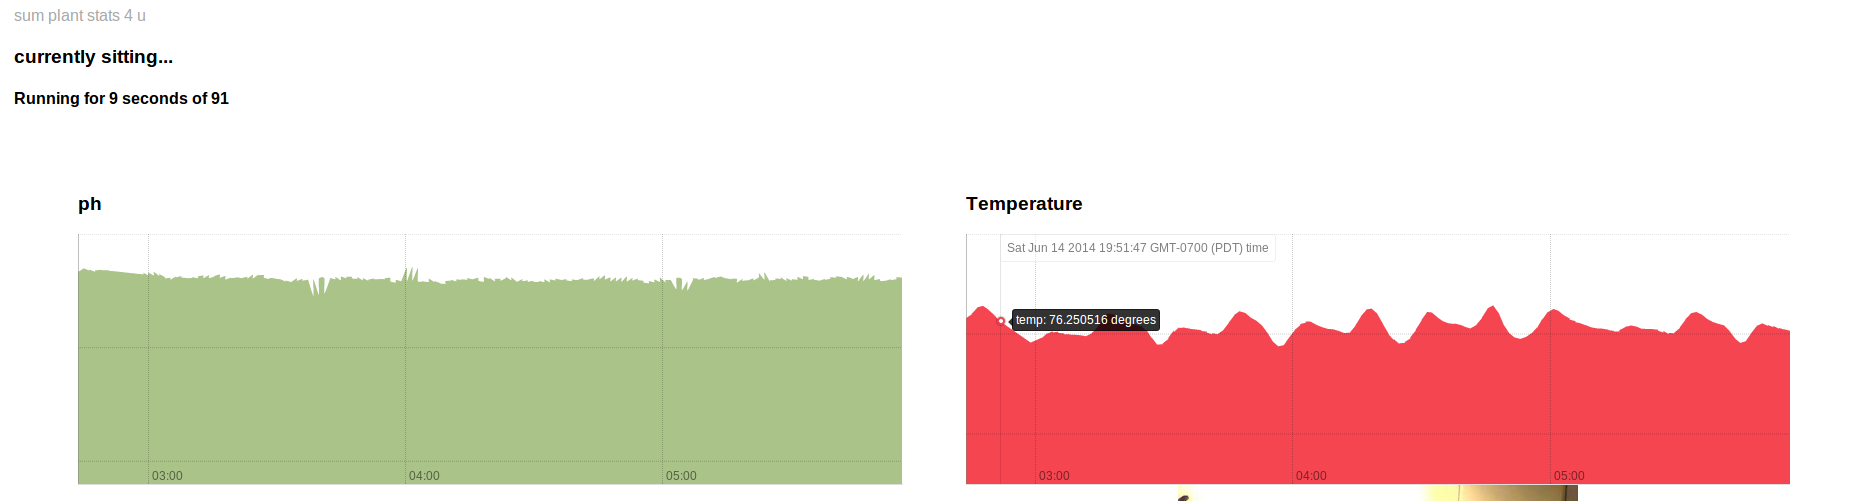 sum plant stats 4 u
currently sitting...
Running for 9 seconds of 91
ph
03:00
04:00
05:00
Temperature
Sat Jun 14 2014 19:51:47 GMT-0700 (PDT) time
temp: 76.250516 degrees
03:00
04:00
05:00